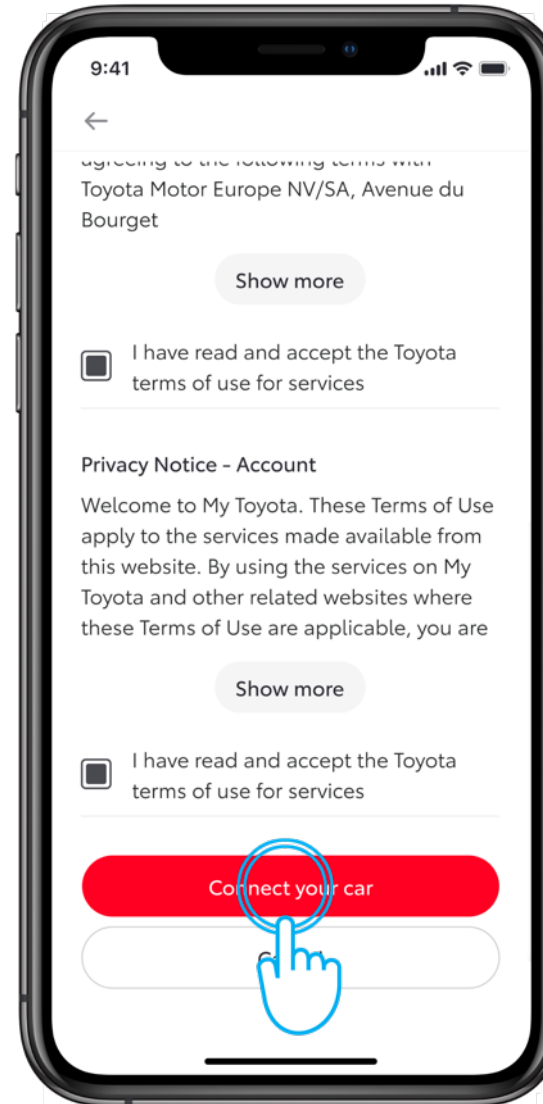 9:41
agreeing to the following terms with
Toyota Motor Europe NV/SA, Avenue du
Bourget
Show more
I have read and accept the Toyota
terms of use for services
Privacy Notice - Account
Welcome to My Toyota. These Terms of Use
apply to the services made available from
this website. By using the services on My
Toyota and other related websites where
these Terms of Use are applicable, you are
Show more
I have read and accept the Toyota
terms of use for services
Connect your car